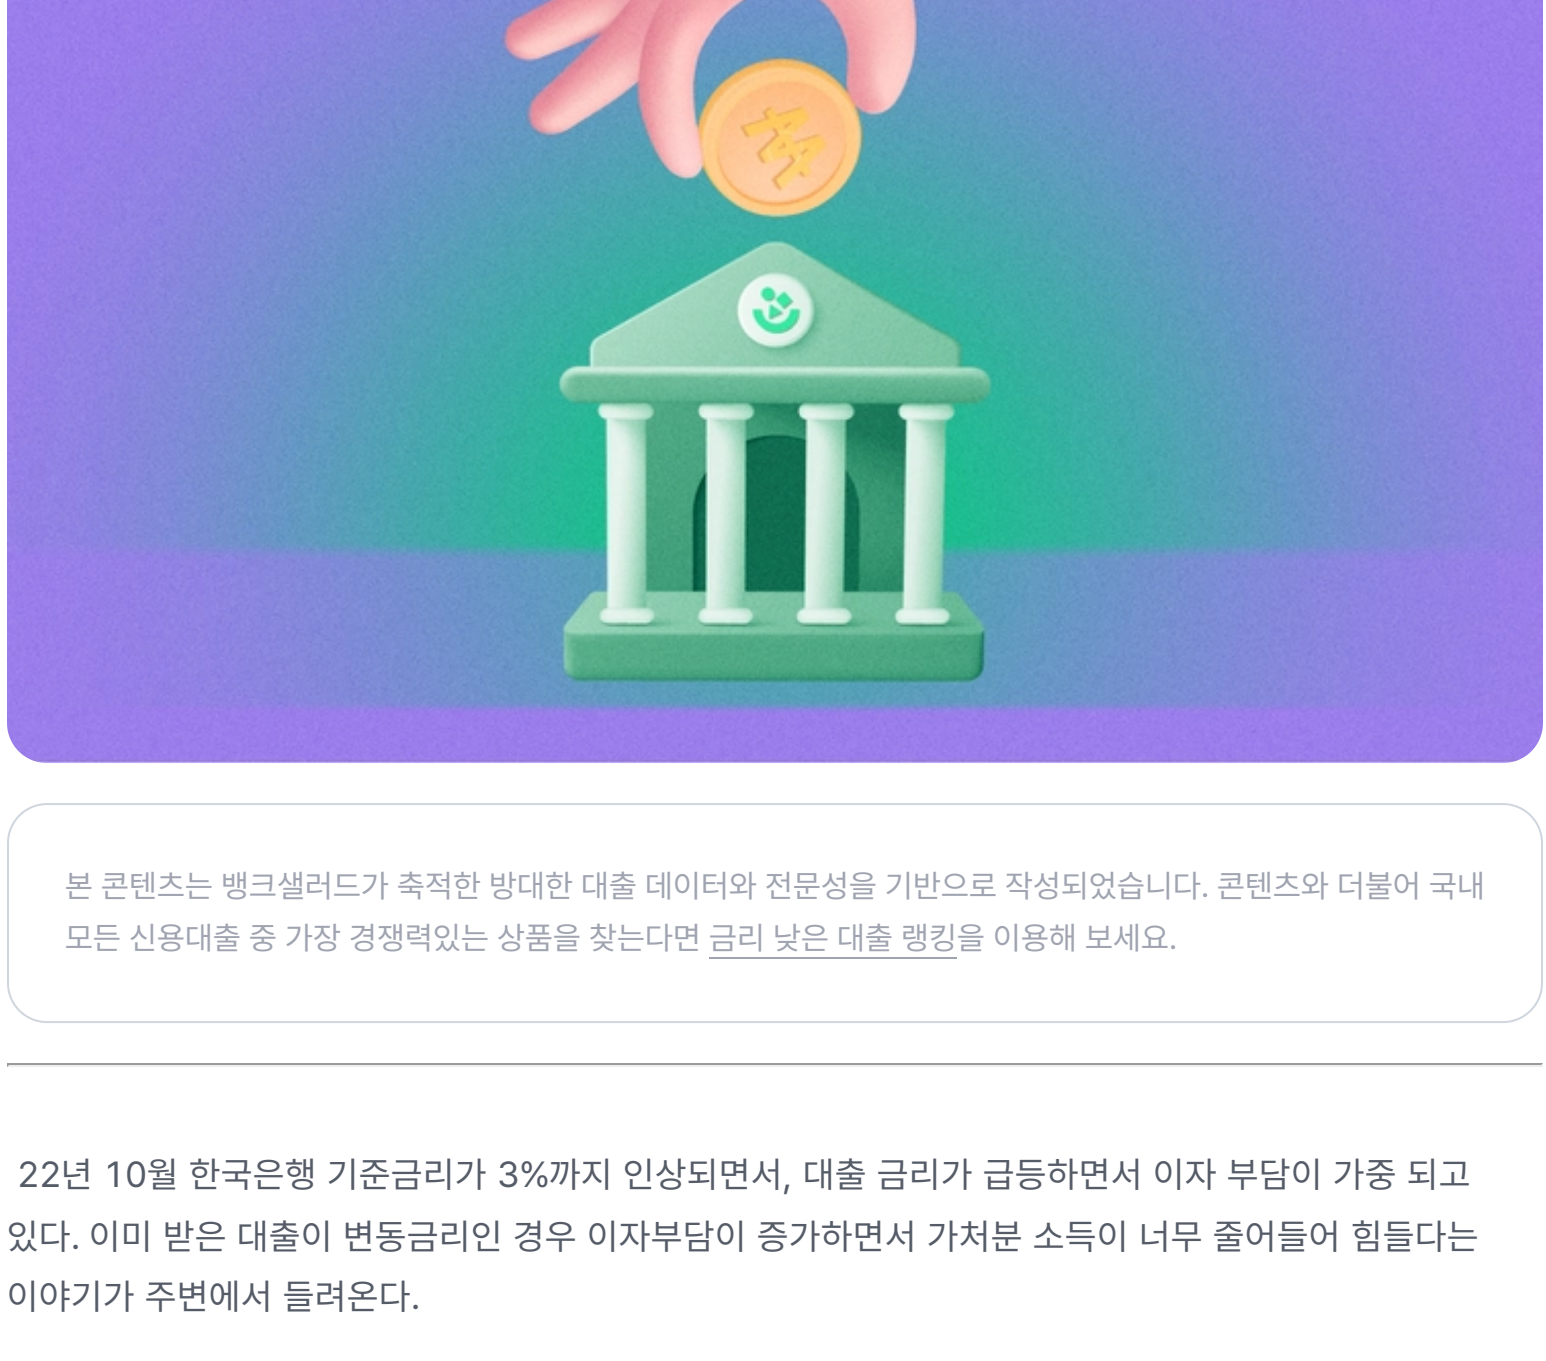 본 콘텐츠는 뱅크샐러드가 축적한 방대한 대출 데이터와 전문성을 기반으로 작성되었습니다. 콘텐츠와 더불어 국내
모든 신용대출 중 가장 경쟁력있는 상품을 찾는다면 금리 낮은 대출 랭킹을 이용해 보세요.
22년 10월 한국은행 기준금리가 3%까지 인상되면서, 대출 금리가 급등하면서 이자 부담이 가중 되고
있다. 이미 받은 대출이 변동금리인 경우 이자부담이 증가하면서 가처분 소득이 너무 줄어들어 힘들다는
이야기가 주변에서 들려온다.